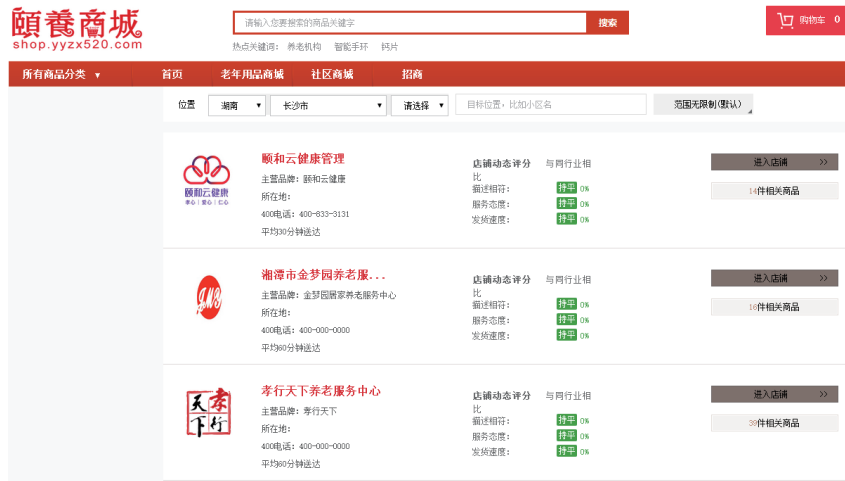 頤養商城
shop.yyzx520.com
请输入您要搜索的商品关键字
搜索
购物车 0
热点关键词: 养老机构 智能手环 钙片
所有商品分类 ▼ 首页 老年用品商城 社区商城 招商
位置 湖南 长沙市 请选择 目标位置，比如小区名 范围无限制(默认)
颐和云健康
孝心 | 爱心 | 仁心
颐和云健康管理
主营品牌: 颐和云健康
所在地:
400电话: 400-833-3131
平均30分钟送达
店铺动态评分 与同行业相
比
描述相符: 持平 0%
服务态度: 持平 0%
发货速度: 持平 0%
进入店铺 >>
14件相关商品
湘潭市金梦园养老服...
主营品牌: 金梦园居家养老服务中心
所在地:
400电话: 400-000-0000
平均60分钟送达
店铺动态评分 与同行业相
比
描述相符: 持平 0%
服务态度: 持平 0%
发货速度: 持平 0%
进入店铺 >>
16件相关商品
孝行天下
孝行天下养老服务中心
主营品牌: 孝行天下
所在地:
400电话: 400-000-0000
平均60分钟送达
店铺动态评分 与同行业相
比
描述相符: 持平 0%
服务态度: 持平 0%
发货速度: 持平 0%
进入店铺 >>
39件相关商品